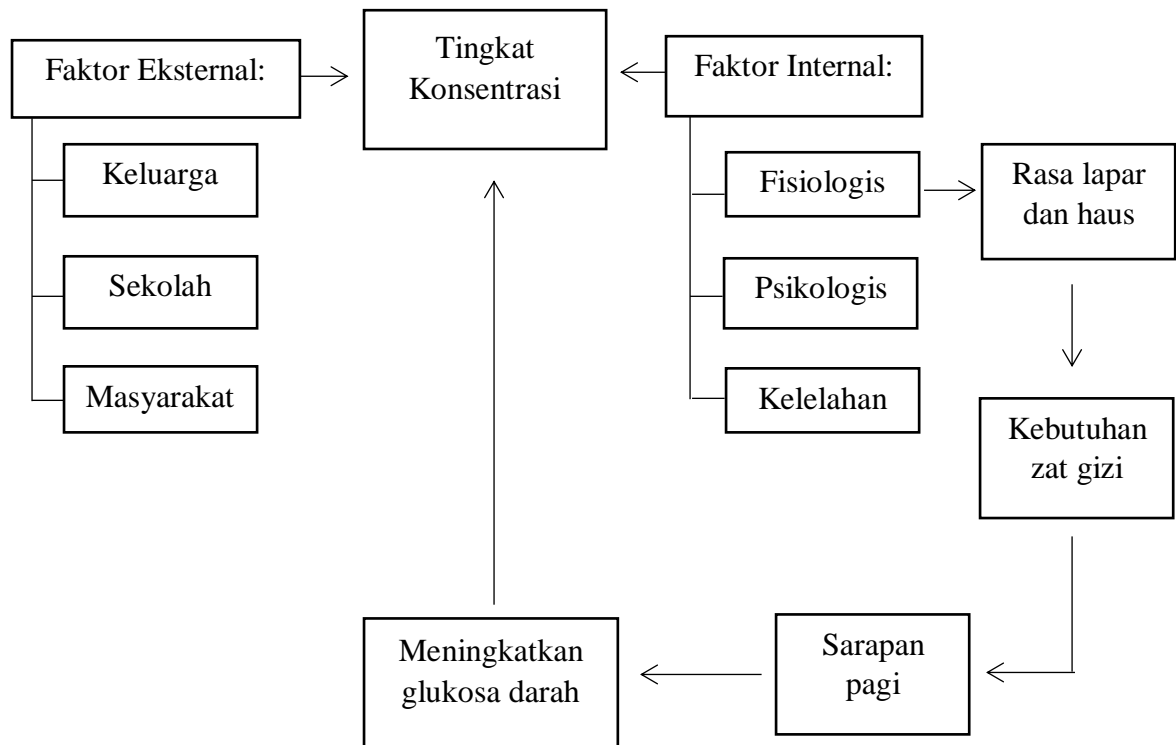 Tingkat
Konsentrasi
Faktor Eksternal:
Faktor Internal:
Keluarga
Sekolah
Masyarakat
Fisiologis
Psikologis
Kelelahan
Rasa lapar
dan haus
Kebutuhan
zat gizi
Sarapan
pagi
Meningkatkan
glukosa darah